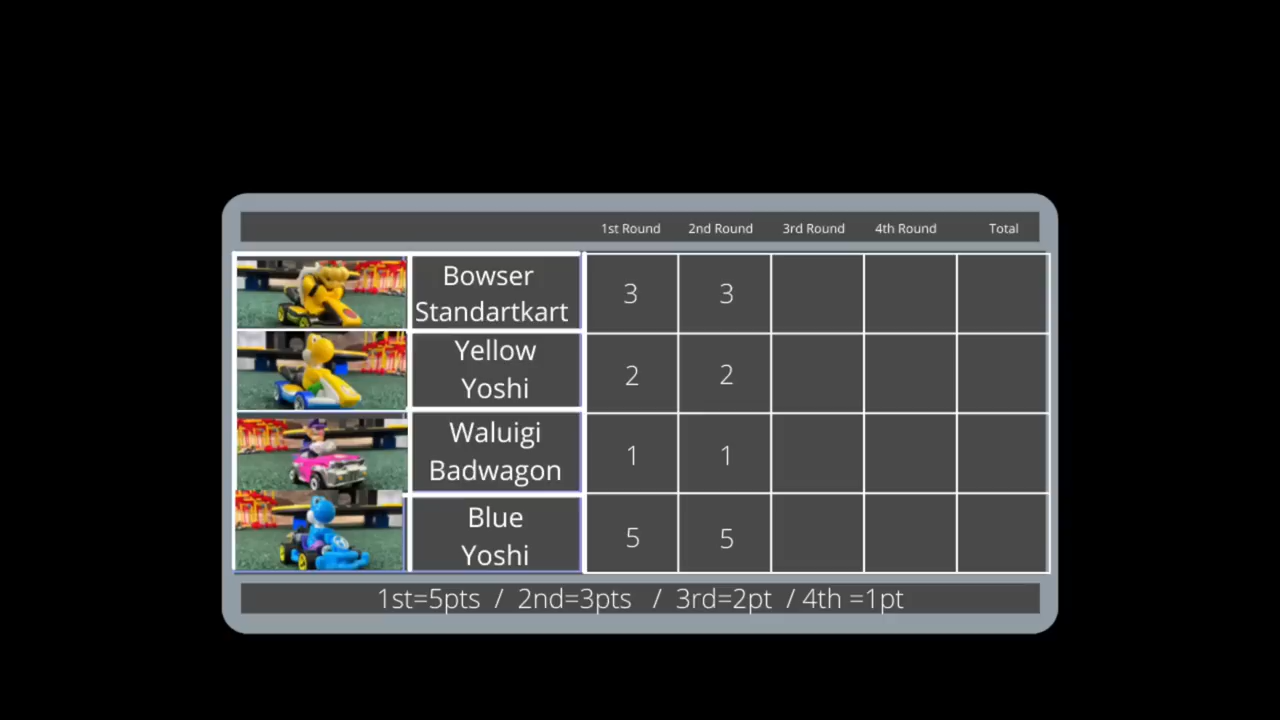 1st Round 2nd Round 3rd Round 4th Round Total
Bowser
Standartkart
3 3
Yellow
Yoshi
2 2
Waluigi
Badwagon
1 1
Blue
Yoshi
5 5
1st=5pts / 2nd=3pts / 3rd=2pt / 4th =1pt